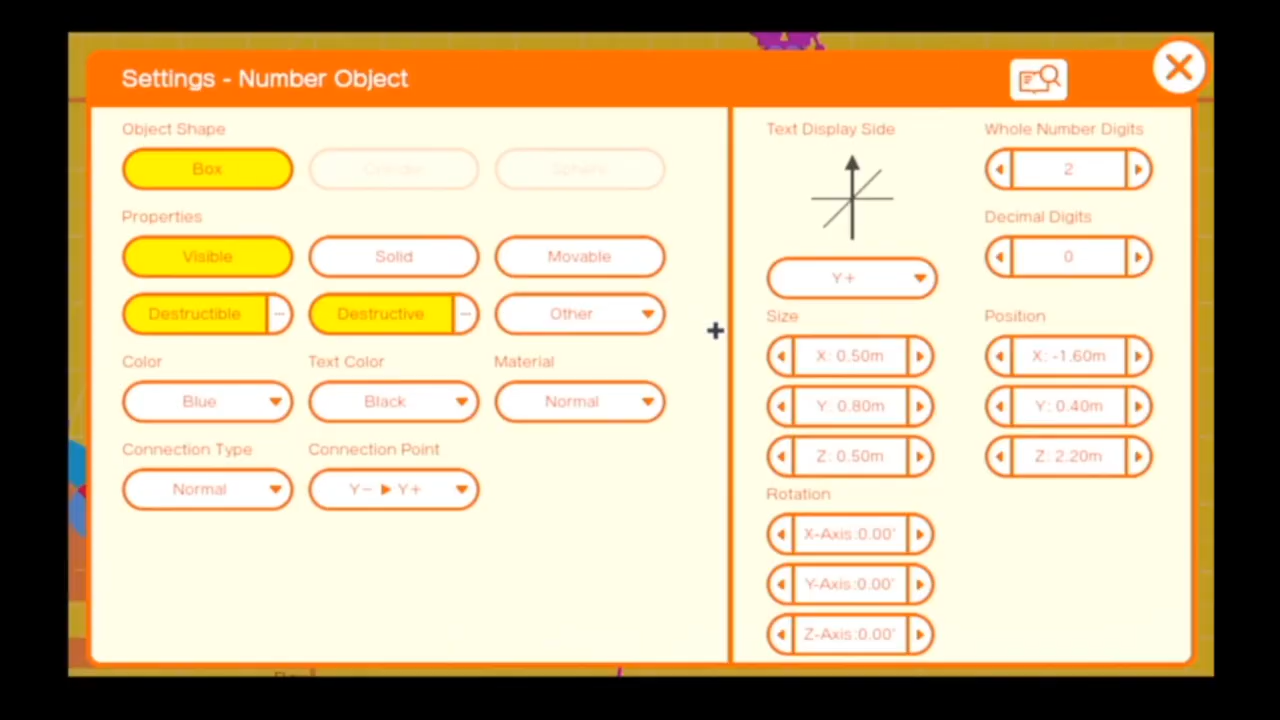 Settings - Number Object
Object Shape
Box
Cylinder
Sphere
Properties
Visible
Solid
Movable
Destructible
Destructive
Other
Color
Text Color
Material
Blue
Black
Normal
Connection Type
Connection Point
Normal
Y- ▶ Y+
Text Display Side
Y+
Whole Number Digits
2
Decimal Digits
0
Size
X: 0.50m
Y: 0.80m
Z: 0.50m
Position
X: -1.60m
Y: 0.40m
Z: 2.20m
Rotation
X-Axis:0.00°
Y-Axis:0.00°
Z-Axis:0.00°